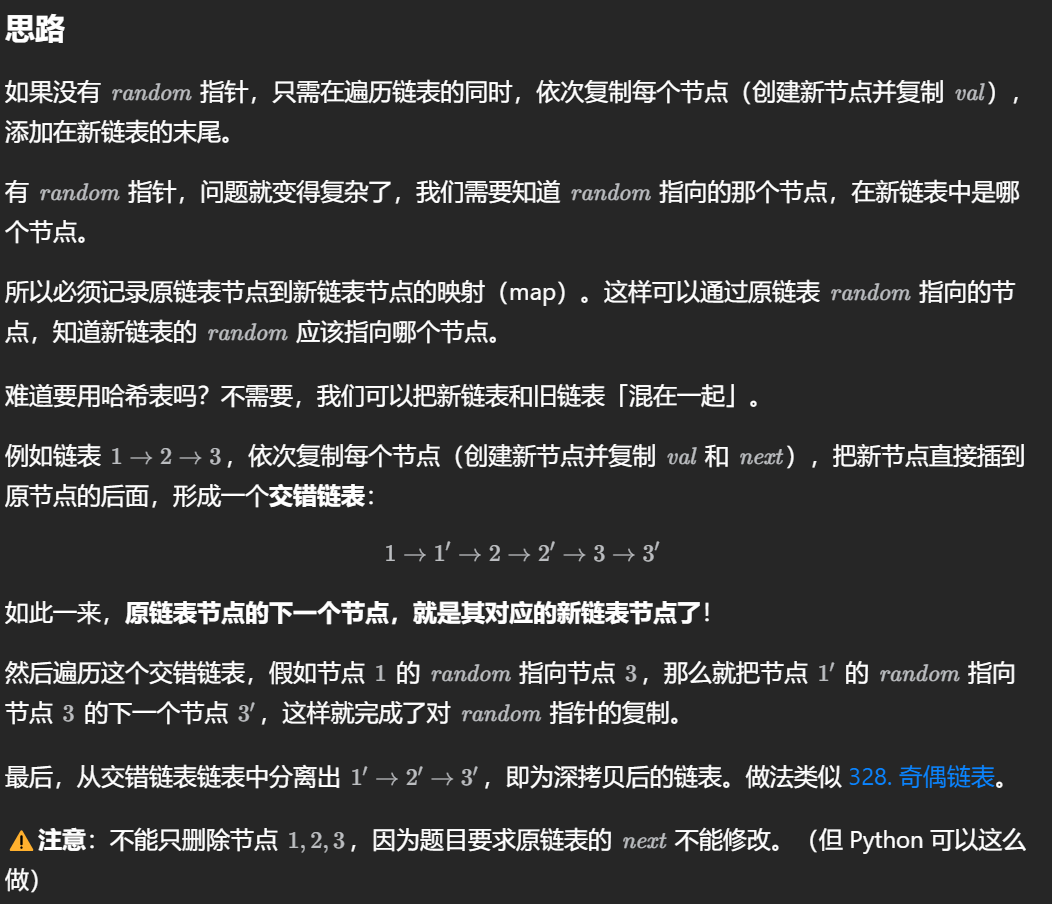 思路
如果没有 random 指针，只需在遍历链表的同时，依次复制每个节点（创建新节点并复制 val），
添加在新链表的末尾。
有 random 指针，问题就变得复杂了，我们需要知道 random 指向的那个节点，在新链表中是哪
个节点。
所以必须记录原链表节点到新链表节点的映射（map）。这样可以通过原链表 random 指向的节
点，知道新链表的 random 应该指向哪个节点。
难道要用哈希表吗？不需要，我们可以把新链表和旧链表「混在一起」。
例如链表 1 → 2 → 3，依次复制每个节点（创建新节点并复制 val 和 next），把新节点直接插到
原节点的后面，形成一个交错链表：
1 → 1′ → 2 → 2′ → 3 → 3′
如此一来，原链表节点的下一个节点，就是其对应的新链表节点了！
然后遍历这个交错链表，假如节点 1 的 random 指向节点 3，那么就把节点 1′ 的 random 指向
节点 3 的下一个节点 3′，这样就完成了对 random 指针的复制。
最后，从交错链表链表中分离出 1′ → 2′ → 3′，即为深拷贝后的链表。做法类似 328. 奇偶链表。
⚠️注意：不能只删除节点 1, 2, 3，因为题目要求原链表的 next 不能修改。（但 Python 可以这么
做）